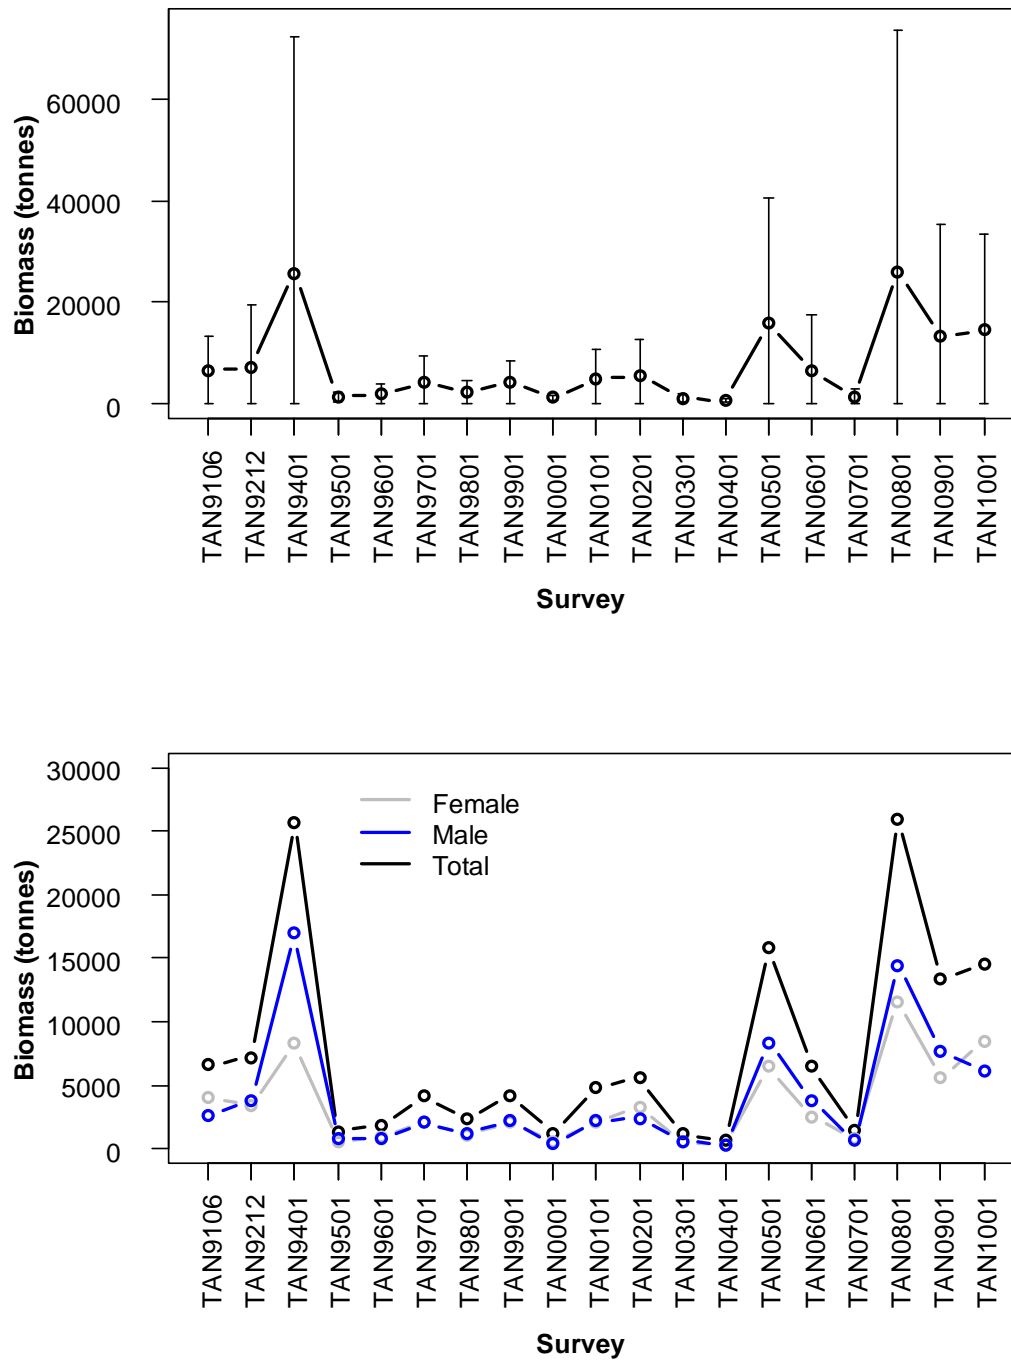 Biomass (tonnes)
60000
40000
20000
0
TAN9106
TAN9212
TAN9401
TAN9501
TAN9601
TAN9701
TAN9801
TAN9901
TAN0001
TAN0101
TAN0201
TAN0301
TAN0401
TAN0501
TAN0601
TAN0701
TAN0801
TAN0901
TAN1001
Survey
Biomass (tonnes)
30000
25000
20000
15000
10000
5000
0
Female
Male
Total
TAN9106
TAN9212
TAN9401
TAN9501
TAN9601
TAN9701
TAN9801
TAN9901
TAN0001
TAN0101
TAN0201
TAN0301
TAN0401
TAN0501
TAN0601
TAN0701
TAN0801
TAN0901
TAN1001
Survey